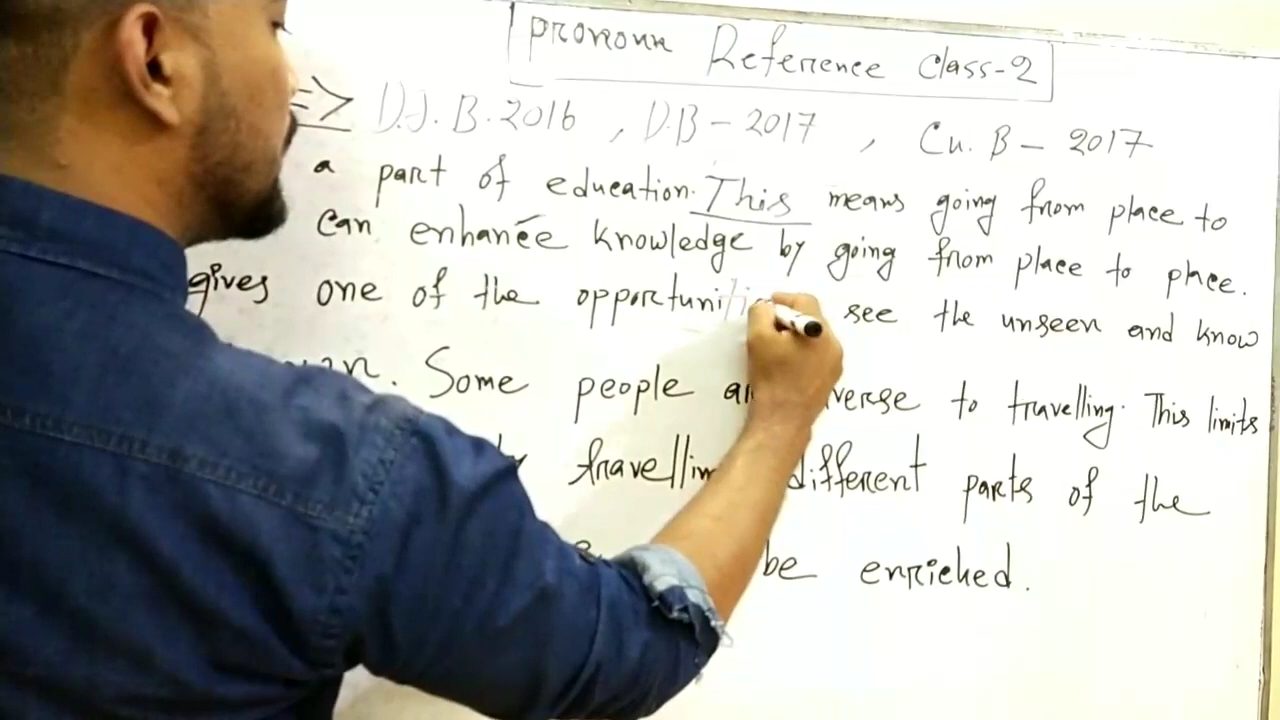 Pronoun Reference Class-2
=> D.J.B.2016, D.B-2017, Cu.B-2017
a part of education. This means going from place to
can enhance knowledge by going from place to place.
gives one of the opportuniti see the unseen and know
Some people averse to travelling. This limits
travelling different parts of the
be enriched.